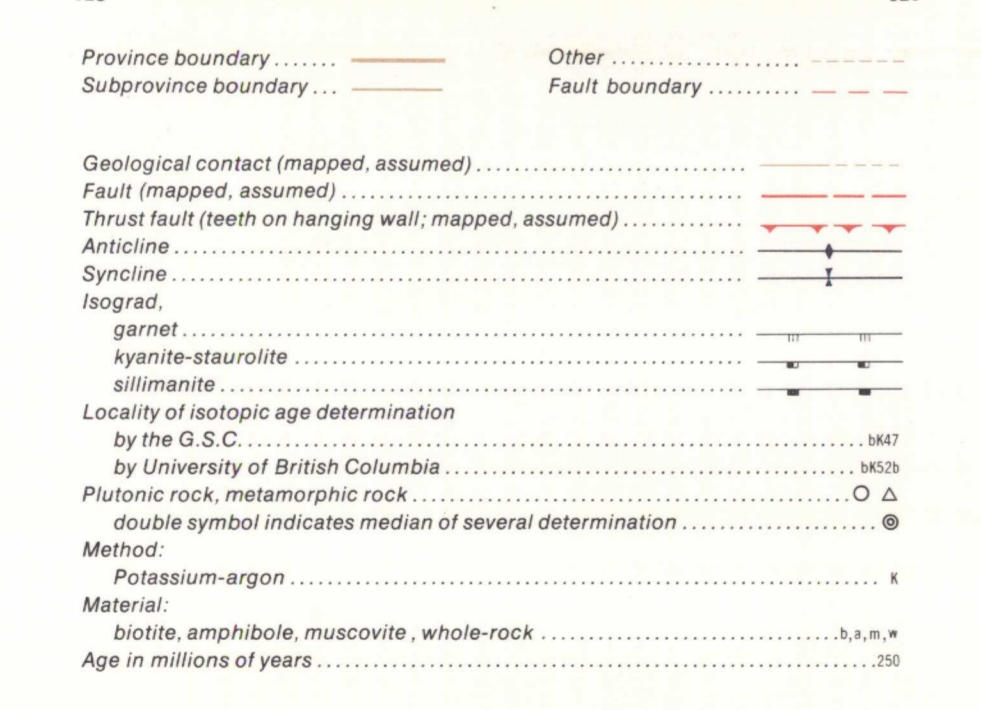 Province boundary ....... Other ....................
Subprovince boundary ... Fault boundary ..........
Geological contact (mapped, assumed) .............................
Fault (mapped, assumed) ...........................................
Thrust fault (teeth on hanging wall; mapped, assumed) .............
Anticline ..........................................................
Syncline ...........................................................
Isograd,
garnet ..........................................................
kyanite-staurolite ..............................................
sillimanite .....................................................
Locality of isotopic age determination
by the G.S.C. ................................................... bK47
by University of British Columbia ............................... bK52b
Plutonic rock, metamorphic rock ...................................
double symbol indicates median of several determination ......................
Method:
Potassium-argon ................................................. K
Material:
biotite, amphibole, muscovite , whole-rock ......................b,a,m,w
Age in millions of years ...........................................250